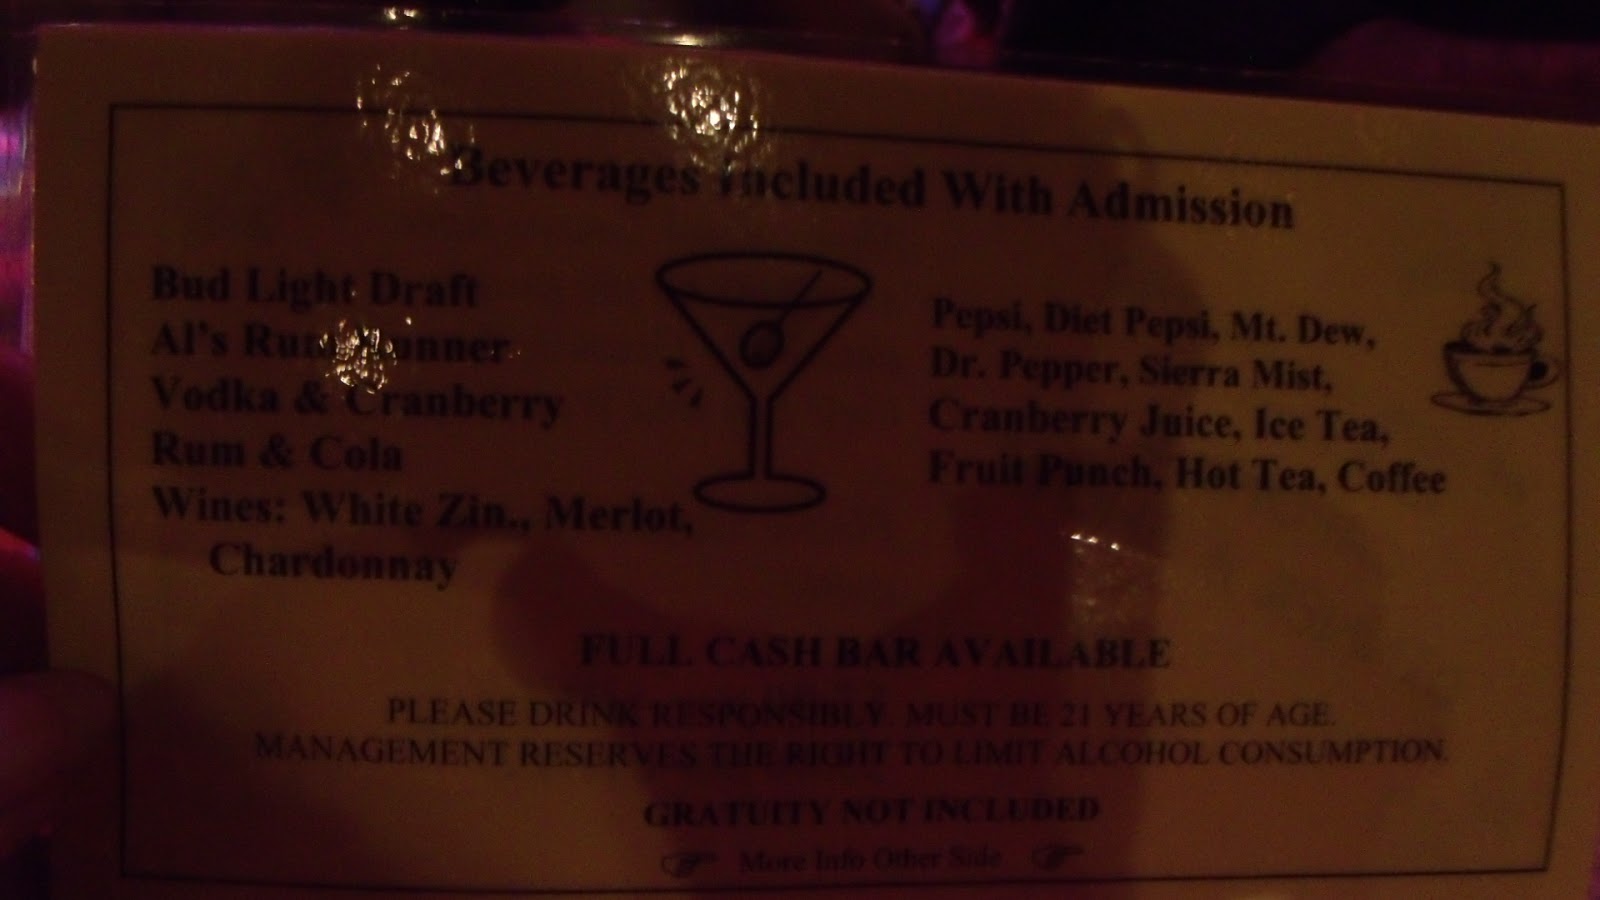 Beverages Included With Admission
Bud Light Draft
Al's Rum Runner
Vodka & Cranberry
Rum & Cola
Wines: White Zin., Merlot,
Chardonnay
Pepsi, Diet Pepsi, Mt. Dew,
Dr. Pepper, Sierra Mist,
Cranberry Juice, Ice Tea,
Fruit Punch, Hot Tea, Coffee
FULL CASH BAR AVAILABLE
PLEASE DRINK RESPONSIBLY. MUST BE 21 YEARS OF AGE.
MANAGEMENT RESERVES THE RIGHT TO LIMIT ALCOHOL CONSUMPTION.
GRATUITY NOT INCLUDED
More Info Other Side